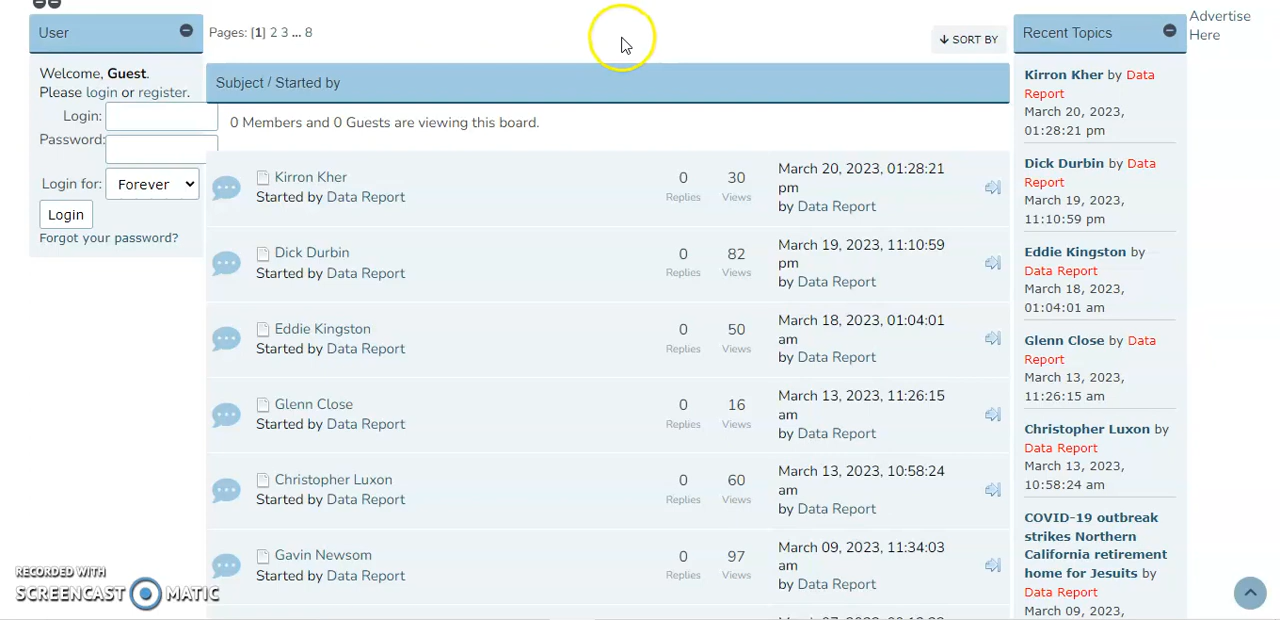 User
Welcome, Guest.
Please login or register.
Login:
Password:
Login for: Forever
Login
Forgot your password?
Pages: [1] 2 3 ... 8
SORT BY
Subject / Started by
0 Members and 0 Guests are viewing this board.
Kirron Kher
Started by Data Report
0
Replies
30
Views
March 20, 2023, 01:28:21
pm
by Data Report
Dick Durbin
Started by Data Report
0
Replies
82
Views
March 19, 2023, 11:10:59
pm
by Data Report
Eddie Kingston
Started by Data Report
0
Replies
50
Views
March 18, 2023, 01:04:01
am
by Data Report
Glenn Close
Started by Data Report
0
Replies
16
Views
March 13, 2023, 11:26:15
am
by Data Report
Christopher Luxon
Started by Data Report
0
Replies
60
Views
March 13, 2023, 10:58:24
am
by Data Report
Gavin Newsom
Started by Data Report
0
Replies
97
Views
March 09, 2023, 11:34:03
am
by Data Report
Recent Topics
Kirron Kher by Data
Report
March 20, 2023,
01:28:21 pm
Dick Durbin by Data
Report
March 19, 2023,
11:10:59 pm
Eddie Kingston by
Data Report
March 18, 2023,
01:04:01 am
Glenn Close by Data
Report
March 13, 2023,
11:26:15 am
Christopher Luxon by
Data Report
March 13, 2023,
10:58:24 am
COVID-19 outbreak
strikes Northern
California retirement
home for Jesuits by
Data Report
March 09, 2023,
Advertise
Here
RECORDED WITH
SCREENCAST MATIC